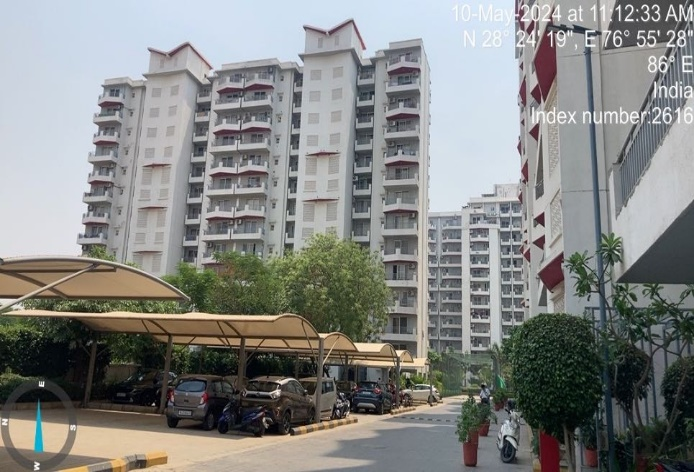 10-May-2024 at 11:12:33 AM
N 28° 24' 19", E 76° 55' 28"
86° E
India
Index number:2616
E
N
S
W